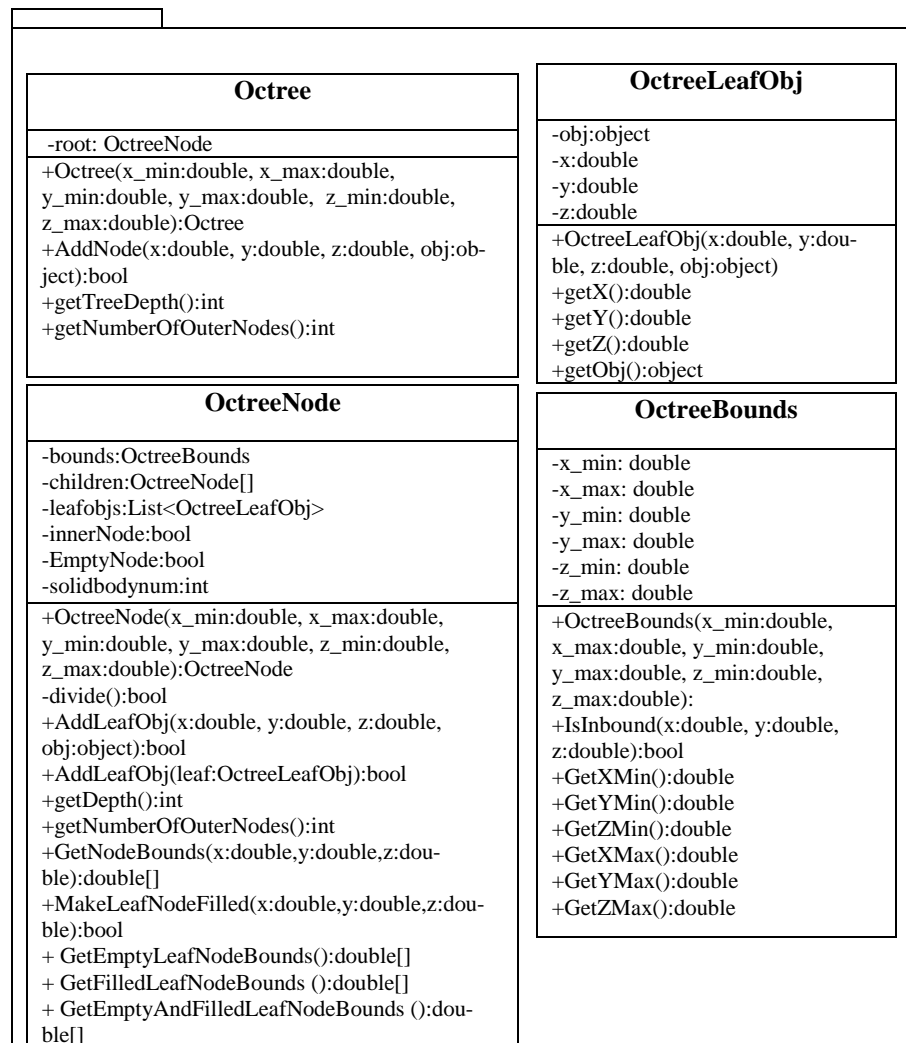 Octree
-root: OctreeNode
+Octree(x_min:double, x_max:double,
y_min:double, y_max:double, z_min:double,
z_max:double):Octree
+AddNode(x:double, y:double, z:double, obj:ob-
ject):bool
+getTreeDepth():int
+getNumberOfOuterNodes():int
OctreeLeafObj
-obj:object
-x:double
-y:double
-z:double
+OctreeLeafObj(x:double, y:dou-
ble, z:double, obj:object)
+getX():double
+getY():double
+getZ():double
+getObj():object
OctreeNode
-bounds:OctreeBounds
-children:OctreeNode[]
-leafobjs:List<OctreeLeafObj>
-innerNode:bool
-EmptyNode:bool
-solidbodynum:int
+OctreeNode(x_min:double, x_max:double,
y_min:double, y_max:double, z_min:double,
z_max:double):OctreeNode
-divide():bool
+AddLeafObj(x:double, y:double, z:double,
obj:object):bool
+AddLeafObj(leaf:OctreeLeafObj):bool
+getDepth():int
+getNumberOfOuterNodes():int
+GetNodeBounds(x:double,y:double,z:dou-
ble):double[]
+MakeLeafNodeFilled(x:double,y:double,z:dou-
ble):bool
+ GetEmptyLeafNodeBounds():double[]
+ GetFilledLeafNodeBounds ():double[]
+ GetEmptyAndFilledLeafNodeBounds ():dou-
ble[]
OctreeBounds
-x_min: double
-x_max: double
-y_min: double
-y_max: double
-z_min: double
-z_max: double
+OctreeBounds(x_min:double,
x_max:double, y_min:double,
y_max:double, z_min:double,
z_max:double):
+IsInbound(x:double, y:double,
z:double):bool
+GetXMin():double
+GetYMin():double
+GetZMin():double
+GetXMax():double
+GetYMax():double
+GetZMax():double